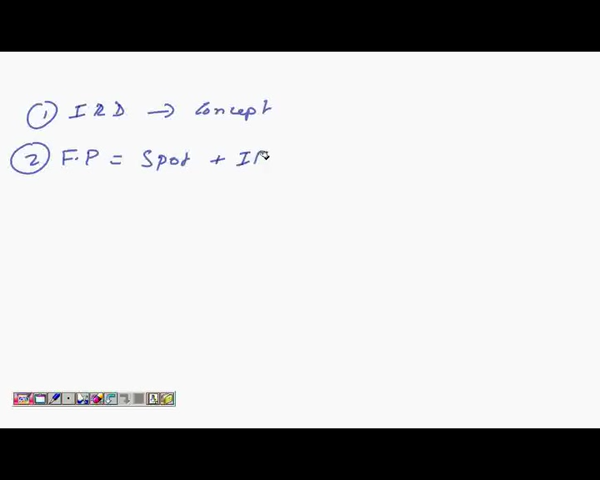 ① IRD → Concept
② F.P = Spot + I